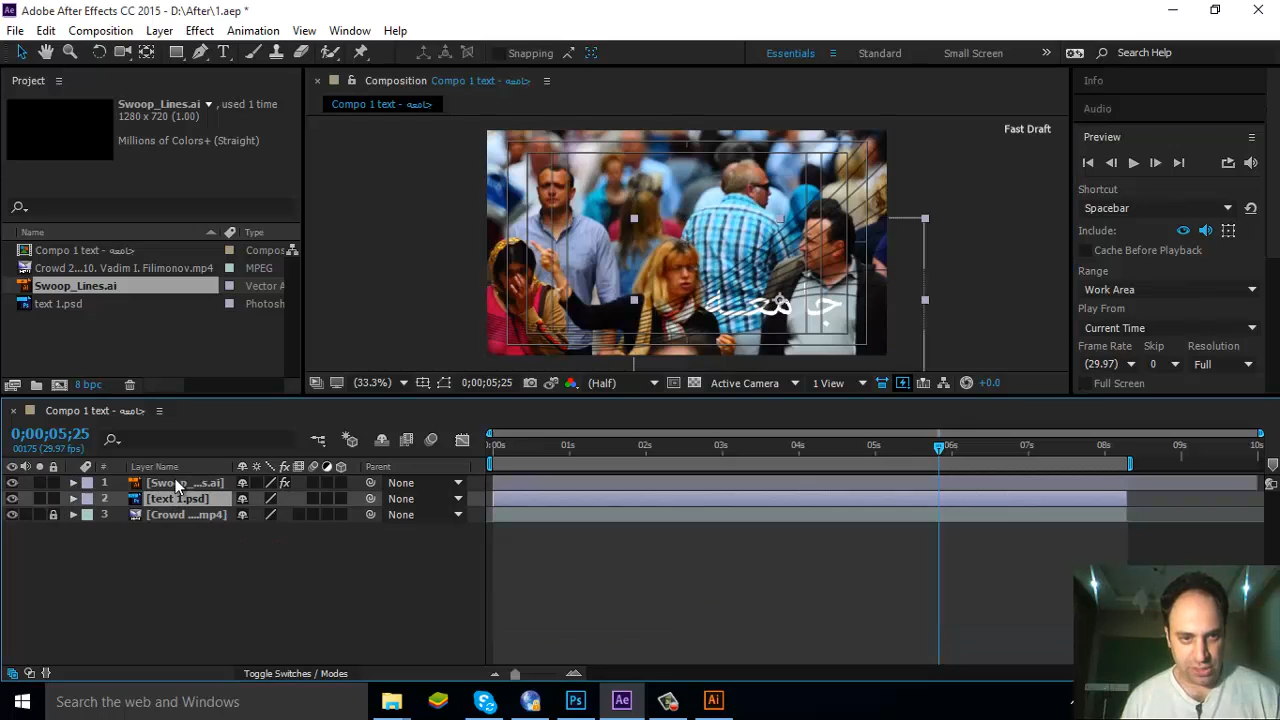 Adobe After Effects CC 2015 - D:\After\1.aep *
File Edit Composition Layer Effect Animation View Window Help
Snapping
Essentials
Standard
Small Screen
Search Help
Project
Swoop_Lines.ai , used 1 time
1280 x 720 (1.00)
Millions of Colors+ (Straight)
Name Type
Compo 1 text - جامعه Compos
Crowd 2...10. Vadim I. Filimonov.mp4 MPEG
Swoop_Lines.ai Vector A
text 1.psd Photosh
8 bpc
Composition Compo 1 text - جامعه
Compo 1 text - جامعه
Fast Draft
جامعه
(33.3%) 0;00;05;25 (Half) Active Camera 1 View +0.0
Info
Audio
Preview
Shortcut
Spacebar
Include:
Cache Before Playback
Range
Work Area
Play From
Current Time
Frame Rate Skip Resolution
(29.97) 0 Full
Full Screen
Compo 1 text - جامعه
0;00;05;25
00175 (29.97 fps)
:00s 01s 02s 03s 04s 05s 06s 07s 08s 09s 10s
# Layer Name Parent
1 [Swoop_...s.ai] None
2 [text 1.psd] None
3 [Crowd ....mp4] None
Toggle Switches / Modes
Search the web and Windows